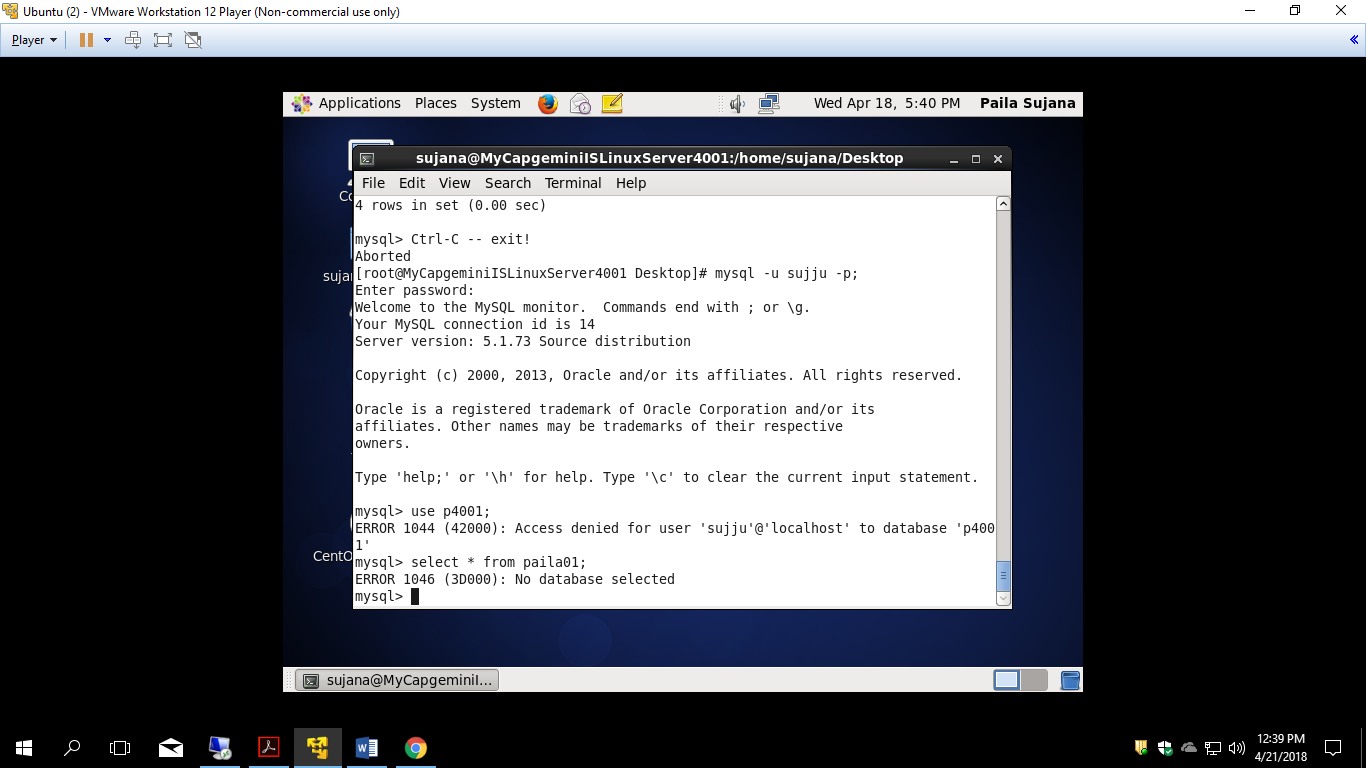 Ubuntu (2) - VMware Workstation 12 Player (Non-commercial use only)
Player
Applications Places System Wed Apr 18, 5:40 PM Paila Sujana
sujana@MyCapgeminiISLinuxServer4001:/home/sujana/Desktop
File Edit View Search Terminal Help
4 rows in set (0.00 sec)
mysql> Ctrl-C -- exit!
Aborted
[root@MyCapgeminiISLinuxServer4001 Desktop]# mysql -u sujju -p;
Enter password:
Welcome to the MySQL monitor.  Commands end with ; or \g.
Your MySQL connection id is 14
Server version: 5.1.73 Source distribution
Copyright (c) 2000, 2013, Oracle and/or its affiliates. All rights reserved.
Oracle is a registered trademark of Oracle Corporation and/or its
affiliates. Other names may be trademarks of their respective
owners.
Type 'help;' or '\h' for help. Type '\c' to clear the current input statement.
mysql> use p4001;
ERROR 1044 (42000): Access denied for user 'sujju'@'localhost' to database 'p400
1'
mysql> select * from paila01;
ERROR 1046 (3D000): No database selected
mysql>
CentO
sujana@MyCapgeminiI...
12:39 PM
4/21/2018